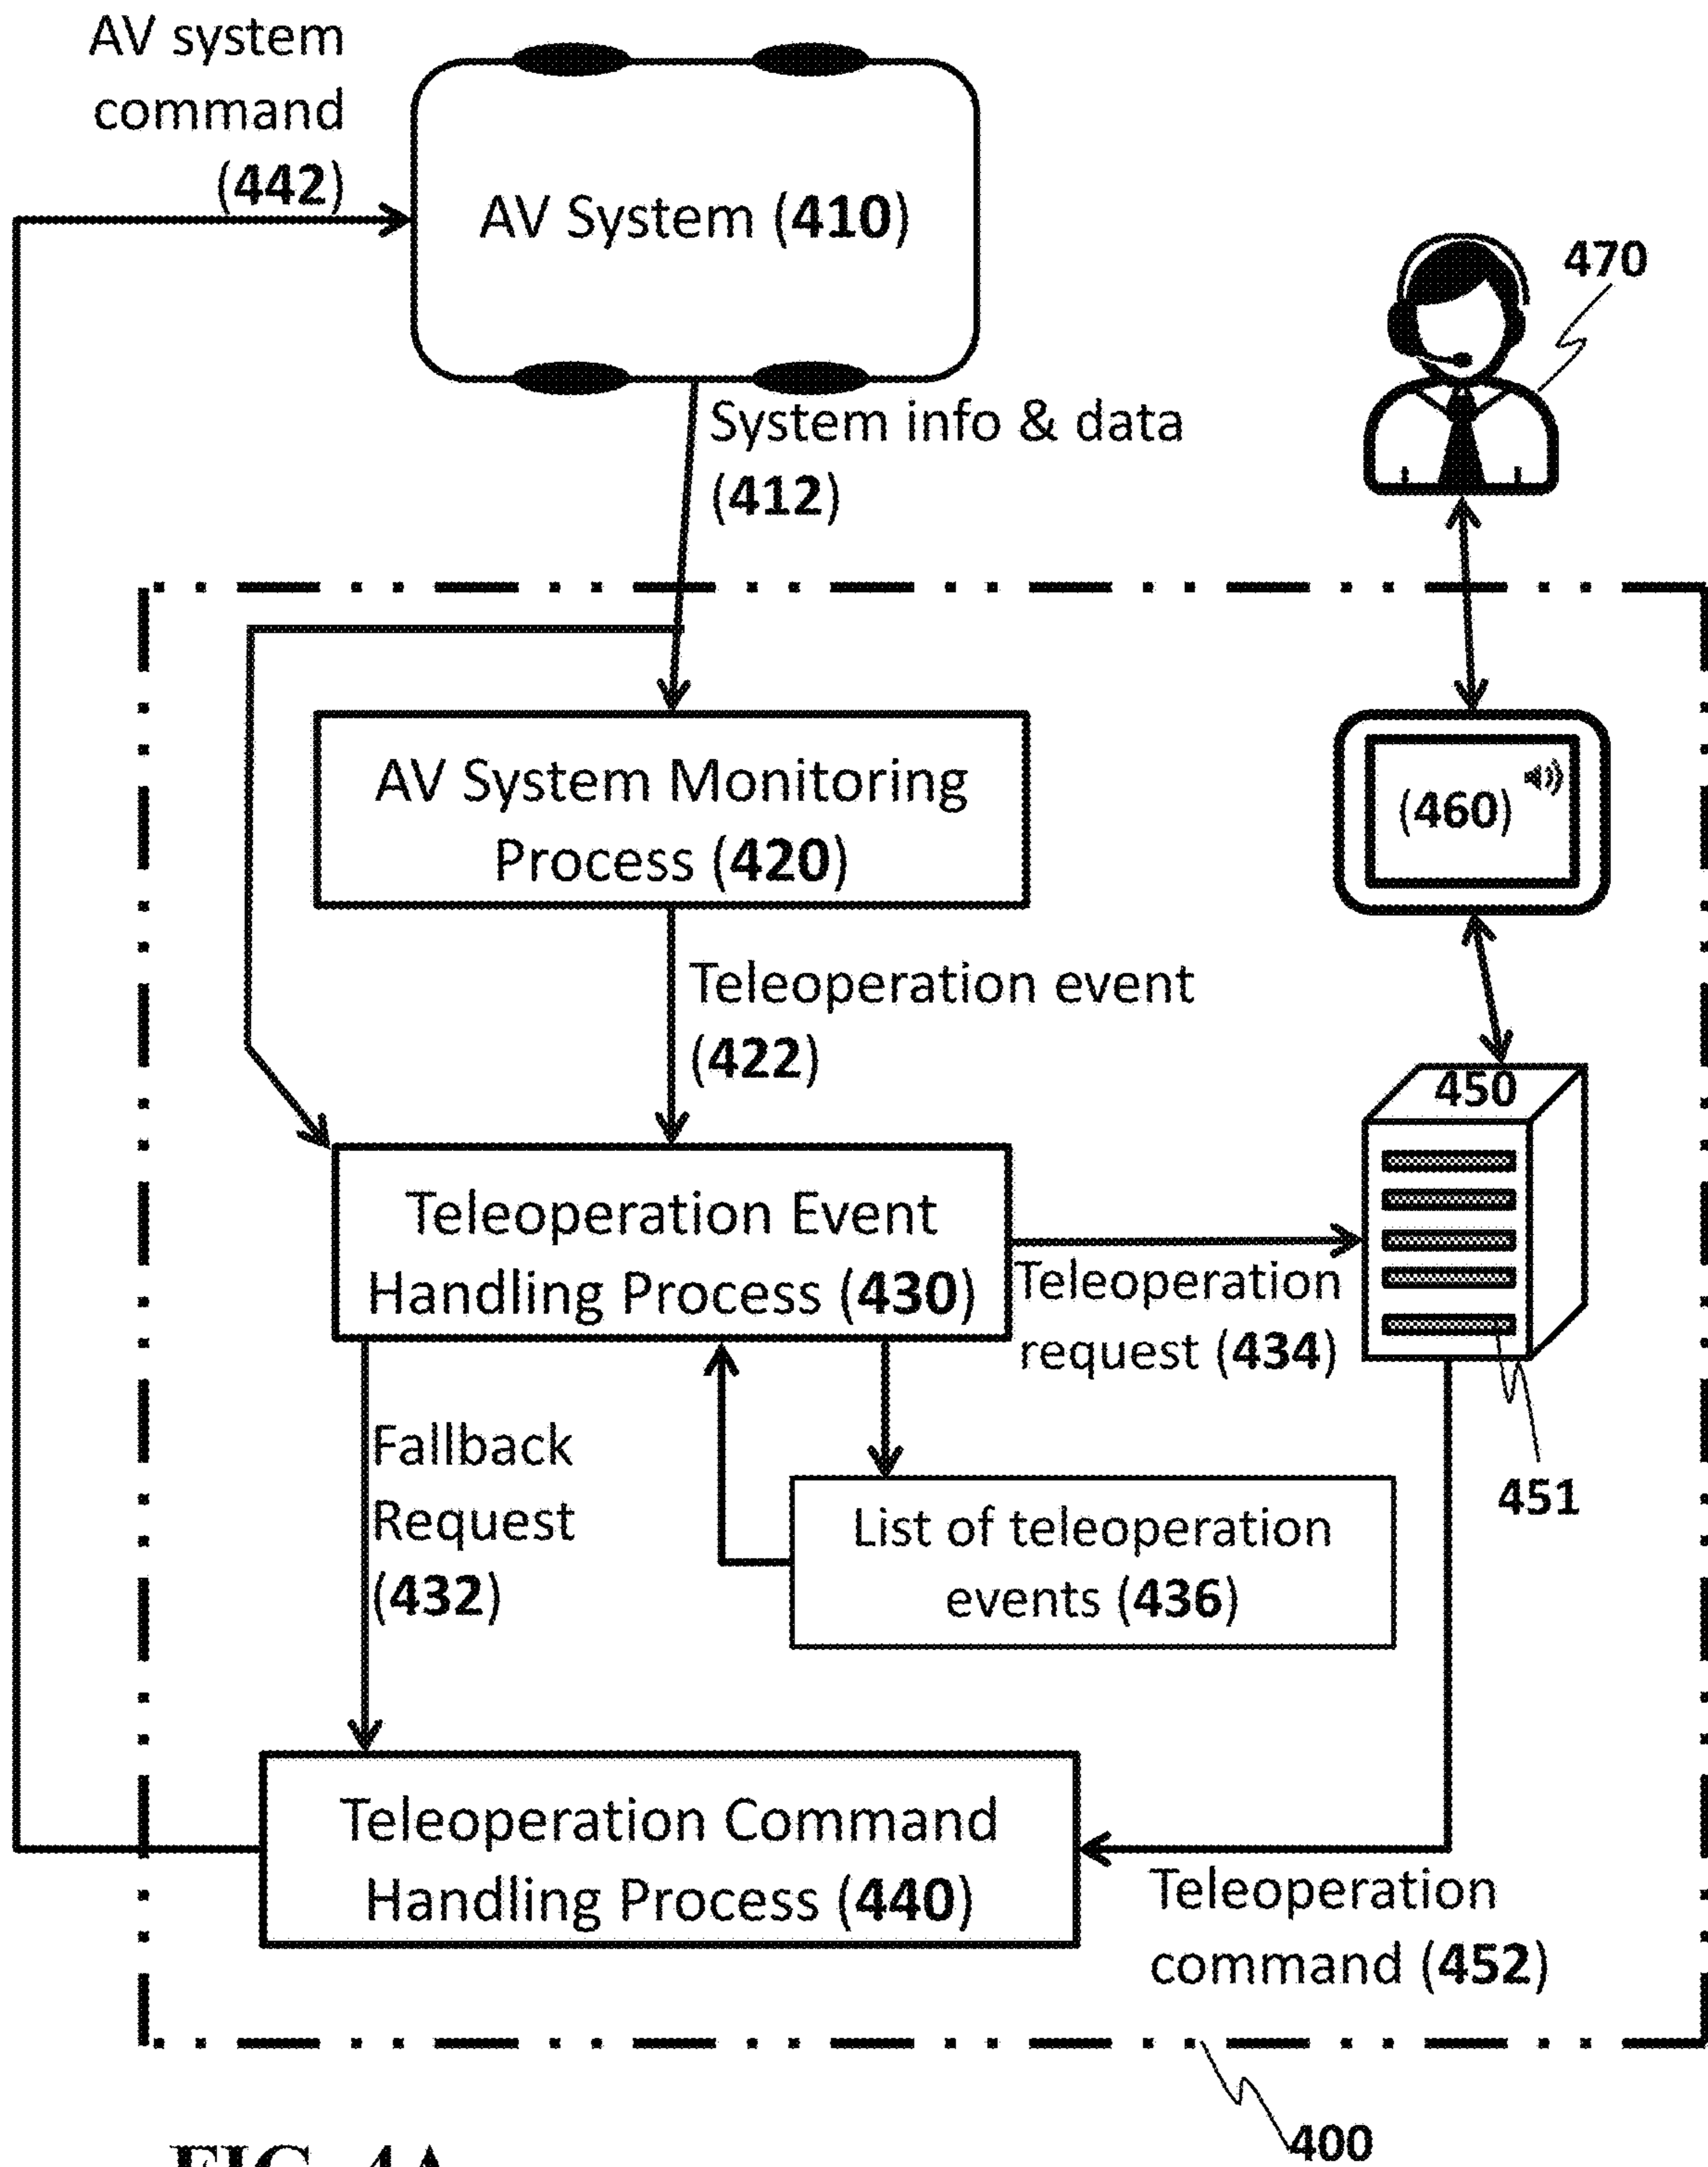 AV system
command
(442)
AV System (410)
470
System info & data
(412)
AV System Monitoring
Process (420)
(460)
Teleoperation event
(422)
450
Teleoperation Event
Handling Process (430)
Teleoperation
request (434)
Fallback
Request
(432)
451
List of teleoperation
events (436)
Teleoperation Command
Handling Process (440)
Teleoperation
command (452)
400
FIG. 4A